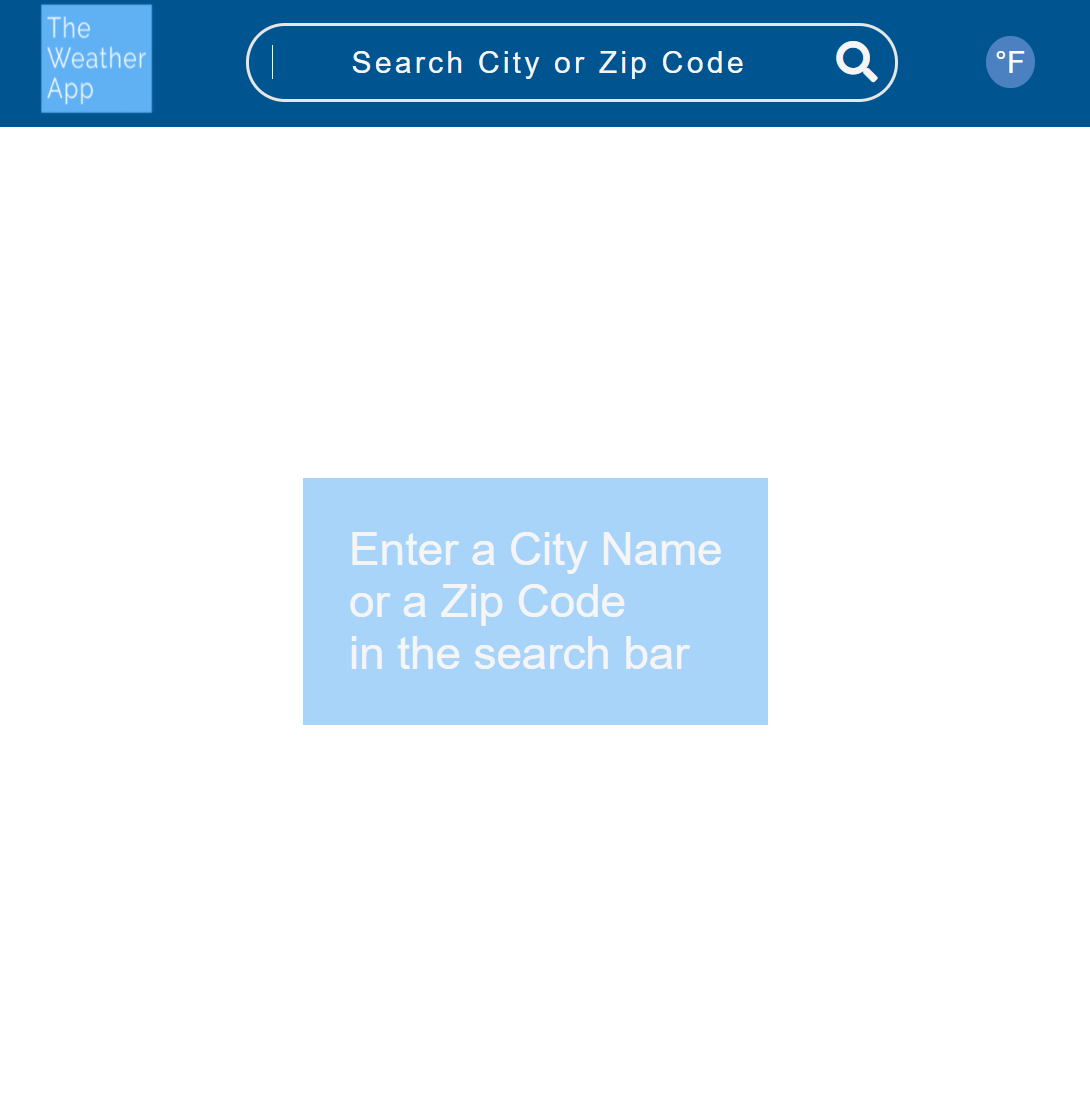 The
Weather
App
Search City or Zip Code
°F
Enter a City Name
or a Zip Code
in the search bar